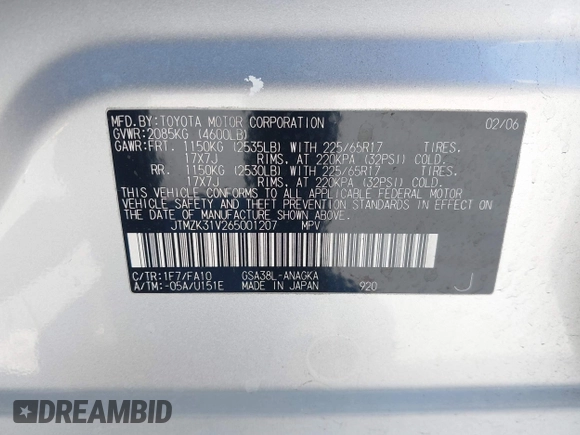 MFD.BY:TOYOTA MOTOR CORPORATION 02/06
GVWR:2085KG (4600LB)
GAWR:FRT. 1150KG (2535LB) WITH 225/65R17 TIRES.
17X7J RIMS. AT 220KPA (32PSI) COLD.
RR. 1150KG (2530LB) WITH 225/65R17 TIRES.
17X7J RIMS. AT 220KPA (32PSI) COLD.
THIS VEHICLE CONFORMS TO ALL APPLICABLE FEDERAL MOTOR
VEHICLE SAFETY AND THEFT PREVENTION STANDARDS IN EFFECT ON
THE DATE OF MANUFACTURE SHOWN ABOVE.
JTMZK31V265001207 MPV
C/TR:1F7/FA10 GSA38L-ANAGKA
A/TM:-05A/U151E MADE IN JAPAN 920 J
DREAMBID